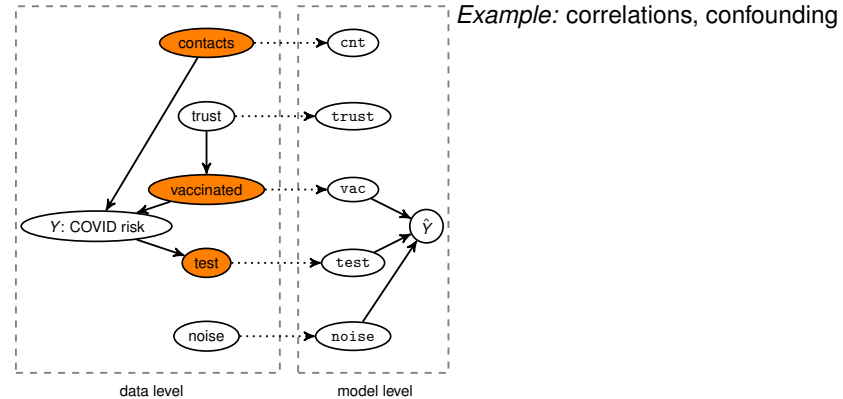 Example: correlations, confounding
contacts
cnt
trust
trust
vaccinated
vac
Y: COVID risk
Ŷ
test
test
noise
noise
data level
model level